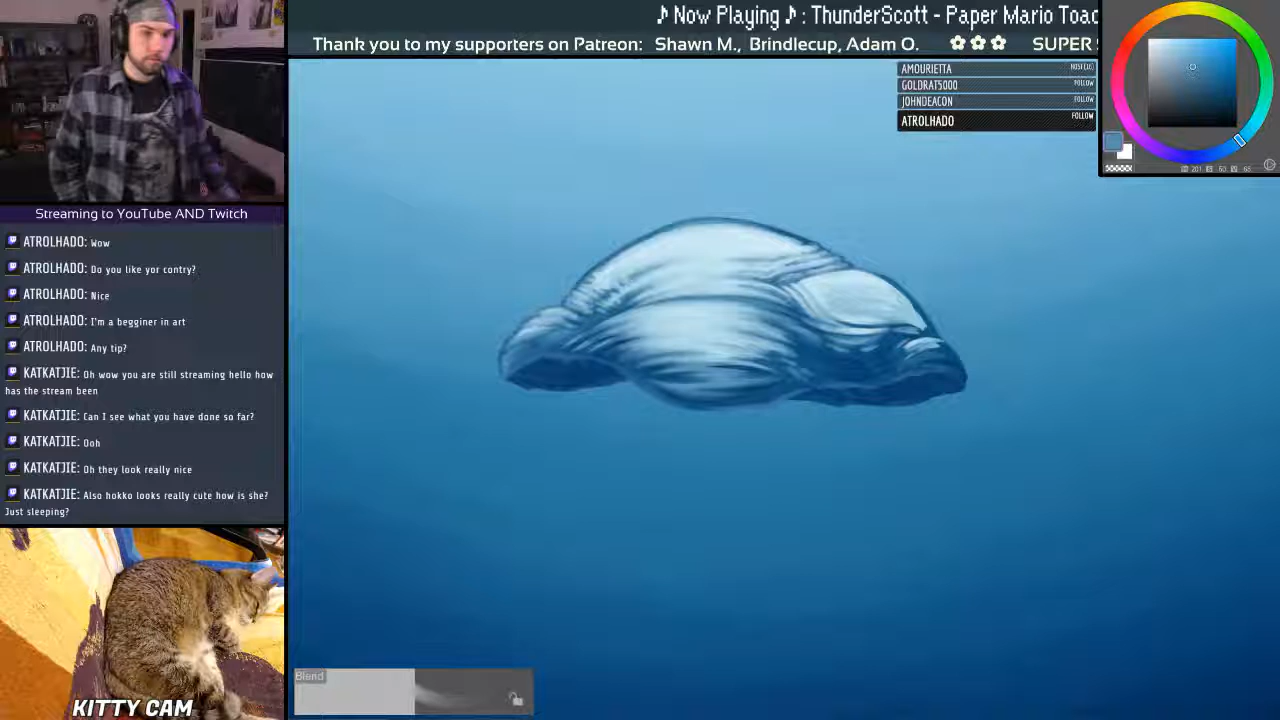 ♪ Now Playing ♪ : ThunderScott - Paper Mario Toad
Thank you to my supporters on Patreon: Shawn M., Brindlecup, Adam O. ✿ ✿ ✿ SUPER
AMOURIETTA
GOLDRAT5000 FOLLOW
JOHNDEACON FOLLOW
ATROLHADO FOLLOW
Streaming to YouTube AND Twitch
ATROLHADO: Wow
ATROLHADO: Do you like yor contry?
ATROLHADO: Nice
ATROLHADO: I'm a begginer in art
ATROLHADO: Any tip?
KATKATJIE: Oh wow you are still streaming hello how
has the stream been
KATKATJIE: Can I see what you have done so far?
KATKATJIE: Ooh
KATKATJIE: Oh they look really nice
KATKATJIE: Also hokko looks really cute how is she?
Just sleeping?
KITTY CAM
Blend